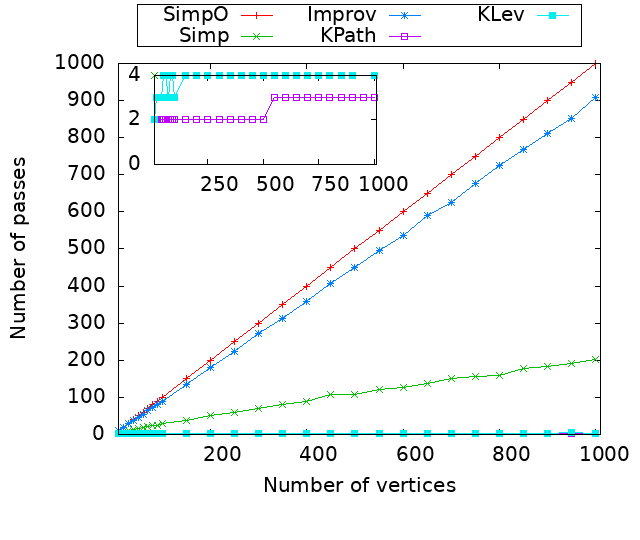 SimpO Improv KLev
Simp KPath
1000
900
800
700
600
500
400
300
200
100
0
4
2
0
250 500 750 1000
200 400 600 800 1000
Number of passes
Number of vertices